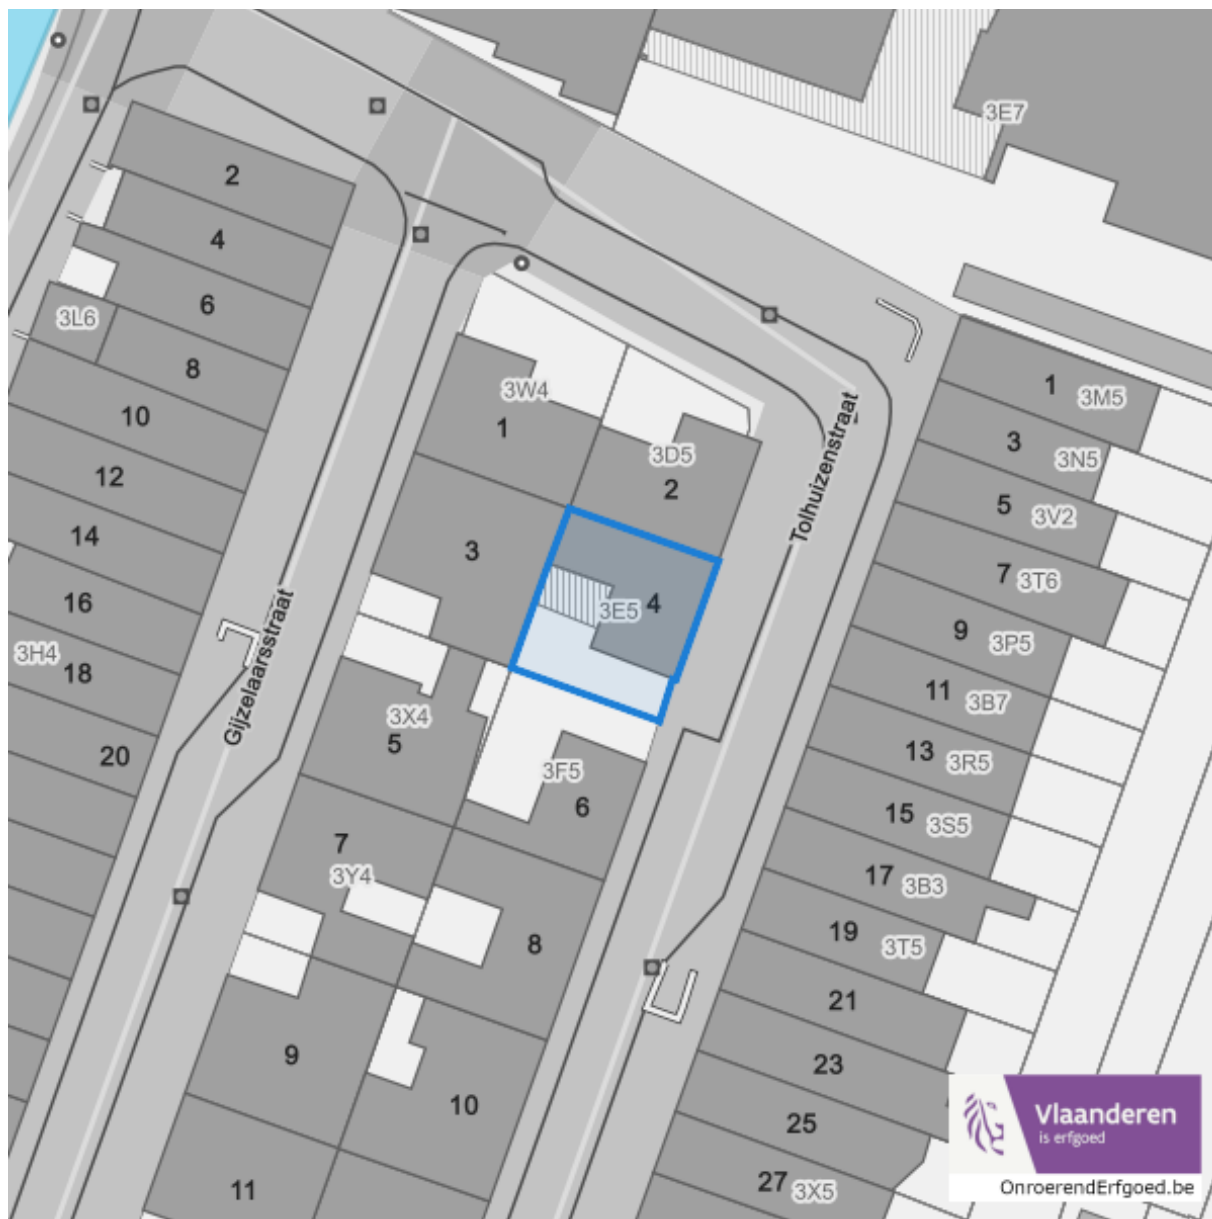 3E7
2
4
6
3L6
8
10
12
14
16
3H4
18
20
Gijzelaarsstraat
3W4
1
3
3X4
5
7
3Y4
9
11
3D5
2
4
3E5
3F5
6
8
10
Tolhuizenstraat
1
3M5
3
3N5
5
3V2
7
3T6
9
3P5
11
3B7
13
3R5
15
3S5
17
3B3
19
3T5
21
23
25
27
3X5
Vlaanderen
is erfgoed
OnroerendErfgoed.be